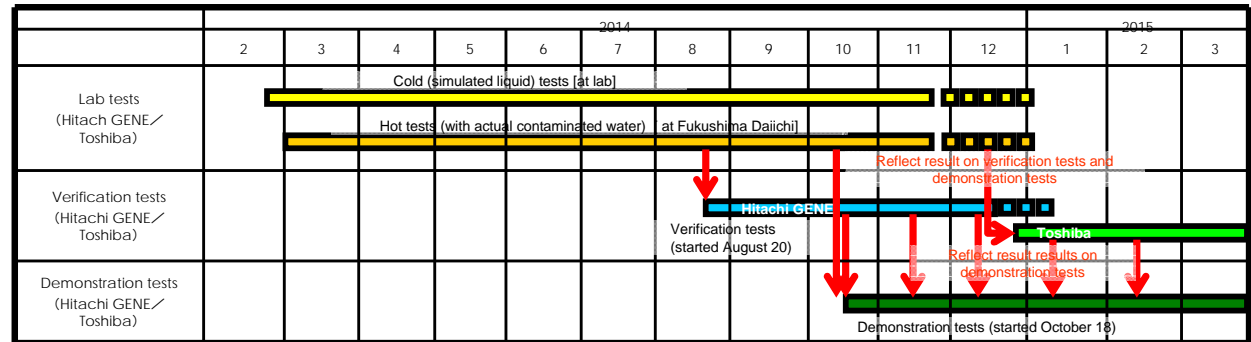 2014
2015
2 3 4 5 6 7 8 9 10 11 12 1 2 3
Lab tests
(Hitach GENE／
Toshiba)
Cold (simulated liquid) tests [at lab]
Hot tests (with actual contaminated water) [ at Fukushima Daiichi]
Reflect result on verification tests and
demonstration tests
Verification tests
(Hitachi GENE／
Toshiba)
Hitachi GENE
Verification tests
(started August 20)
Toshiba
Reflect result results on
demonstration tests
Demonstration tests
(Hitachi GENE／
Toshiba)
Demonstration tests (started October 18)